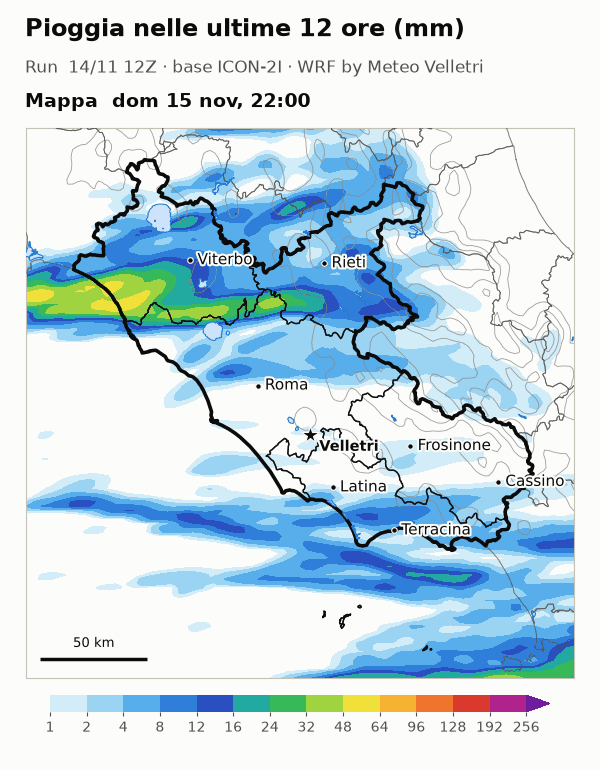 Pioggia nelle ultime 12 ore (mm)
Run 14/11 12Z · base ICON-2I · WRF by Meteo Velletri
Mappa dom 15 nov, 22:00
Viterbo
Rieti
Roma
Velletri
Frosinone
Cassino
Latina
Terracina
50 km
1 2 4 8 12 16 24 32 48 64 96 128 192 256